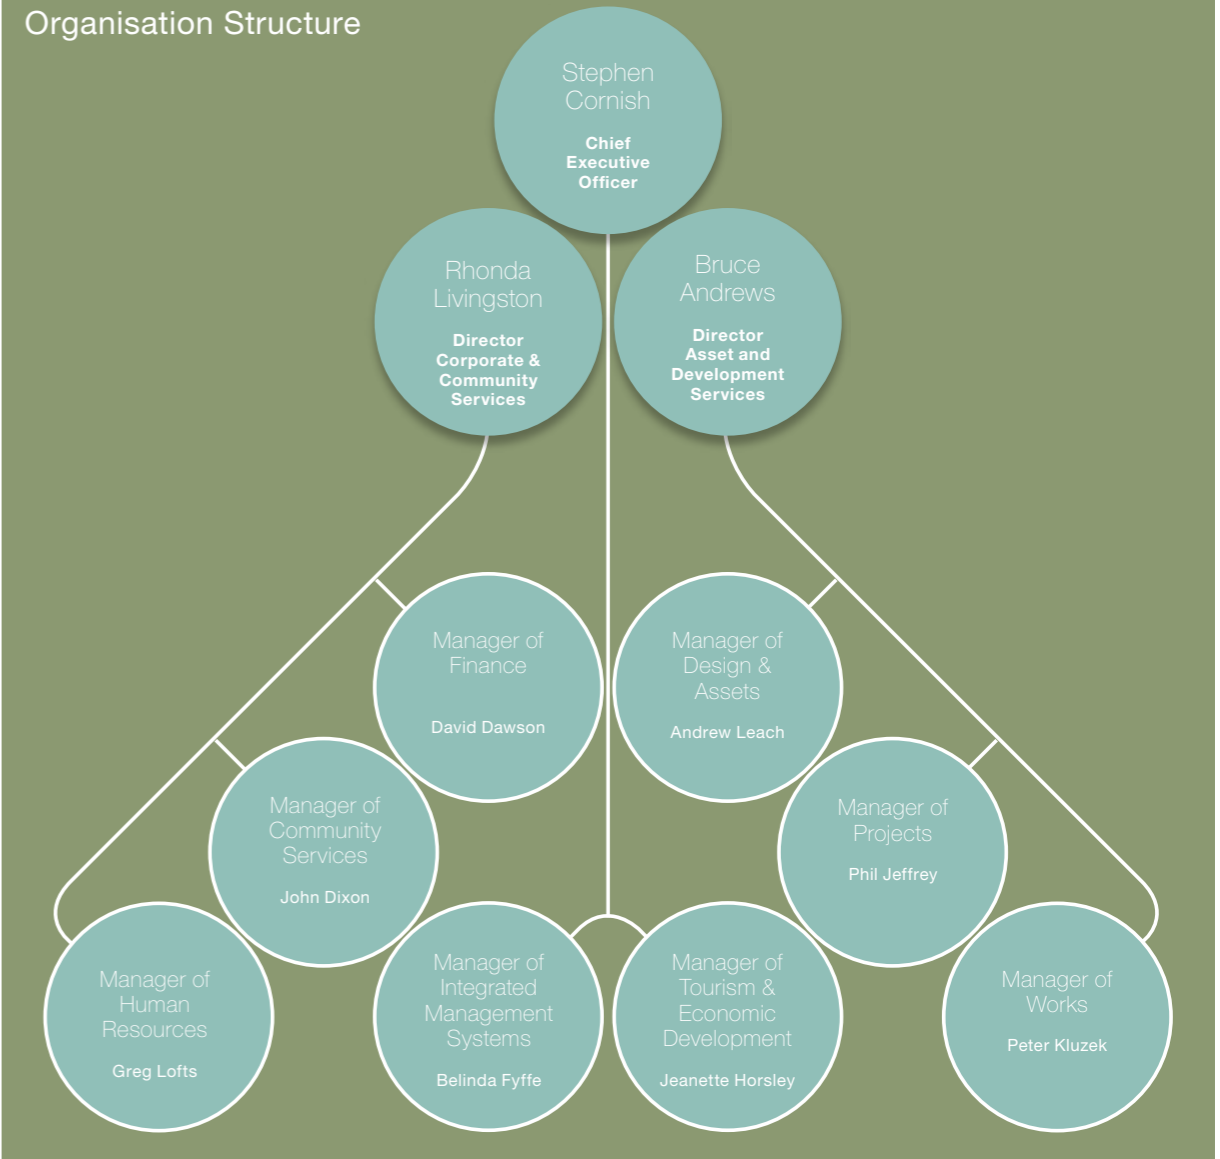 Organisation Structure
Stephen
Cornish
Chief
Executive
Officer
Rhonda
Livingston
Director
Corporate &
Community
Services
Bruce
Andrews
Director
Asset and
Development
Services
Manager of
Finance
David Dawson
Manager of
Design &
Assets
Andrew Leach
Manager of
Community
Services
John Dixon
Manager of
Projects
Phil Jeffrey
Manager of
Human
Resources
Greg Lofts
Manager of
Integrated
Management
Systems
Belinda Fyffe
Manager of
Tourism &
Economic
Development
Jeanette Horsley
Manager of
Works
Peter Kluzek